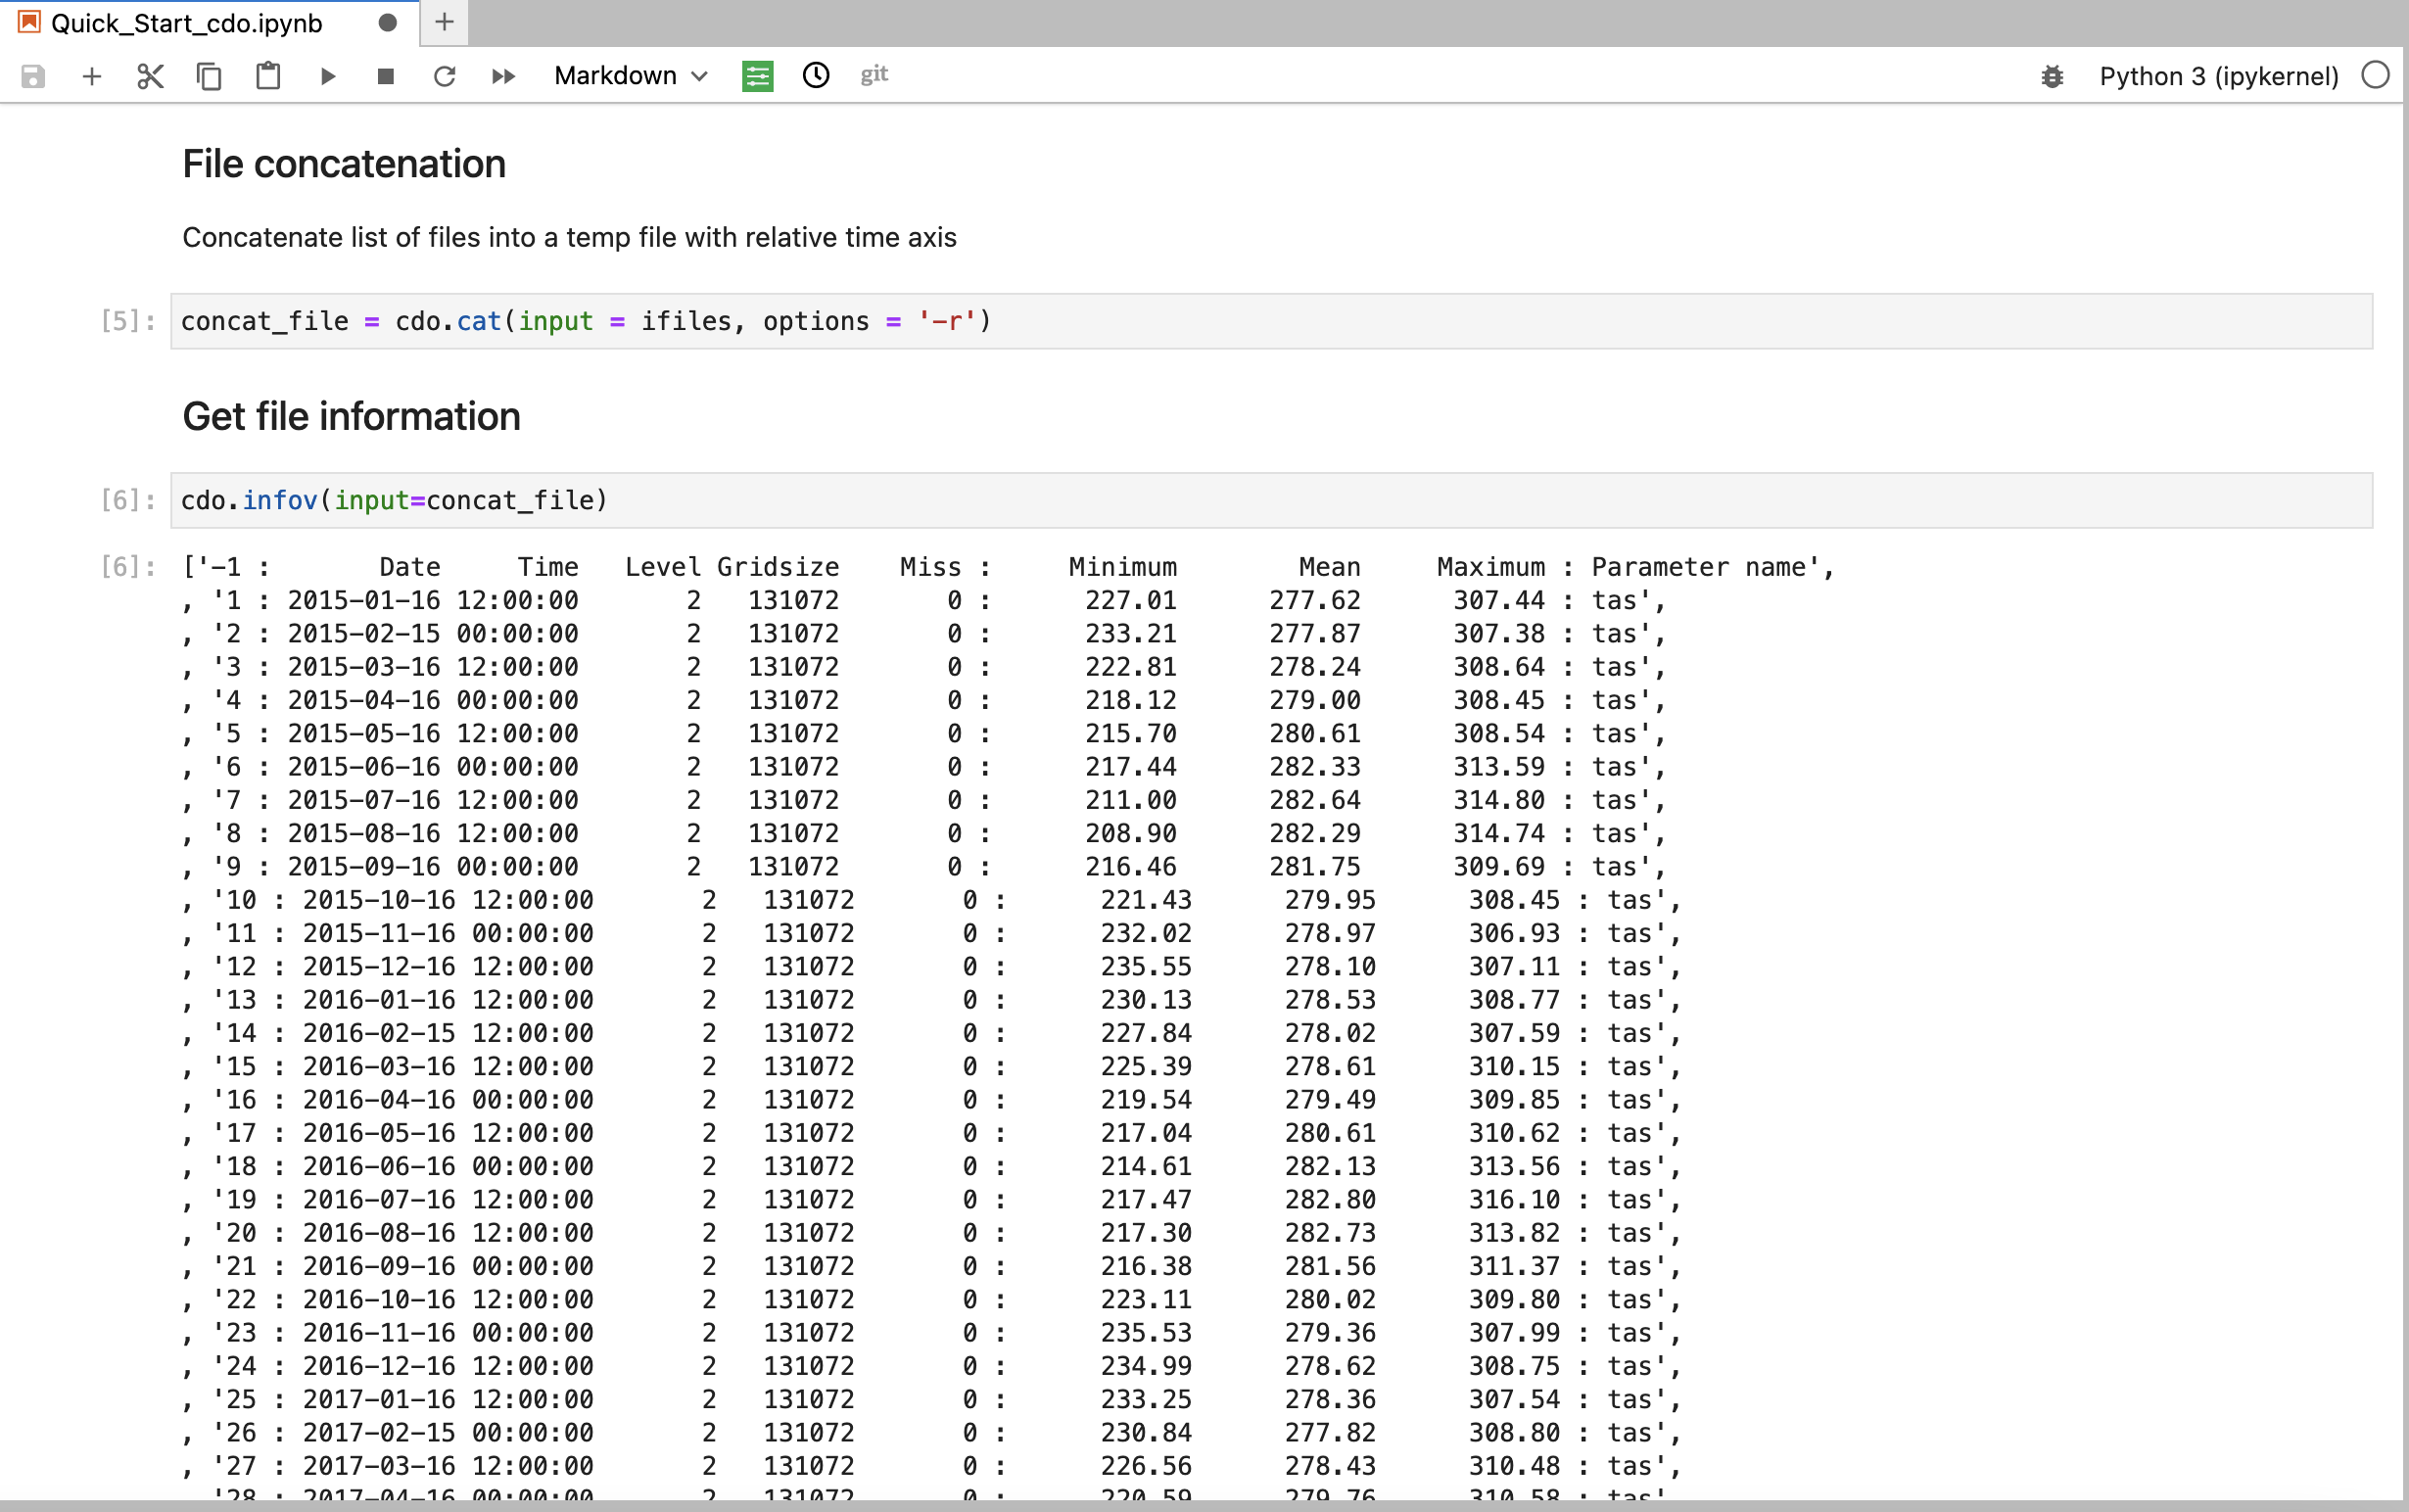 Quick_Start_cdo.ipynb
Markdown
git
Python 3 (ipykernel)
File concatenation
Concatenate list of files into a temp file with relative time axis
[5]: concat_file = cdo.cat(input = ifiles, options = '-r')
Get file information
[6]: cdo.infov(input=concat_file)
[6]: ['-1 :       Date     Time   Level Gridsize    Miss :     Minimum        Mean     Maximum : Parameter name',
, '1 : 2015-01-16 12:00:00       2   131072       0 :      227.01      277.62      307.44 : tas',
, '2 : 2015-02-15 00:00:00       2   131072       0 :      233.21      277.87      307.38 : tas',
, '3 : 2015-03-16 12:00:00       2   131072       0 :      222.81      278.24      308.64 : tas',
, '4 : 2015-04-16 00:00:00       2   131072       0 :      218.12      279.00      308.45 : tas',
, '5 : 2015-05-16 12:00:00       2   131072       0 :      215.70      280.61      308.54 : tas',
, '6 : 2015-06-16 00:00:00       2   131072       0 :      217.44      282.33      313.59 : tas',
, '7 : 2015-07-16 12:00:00       2   131072       0 :      211.00      282.64      314.80 : tas',
, '8 : 2015-08-16 12:00:00       2   131072       0 :      208.90      282.29      314.74 : tas',
, '9 : 2015-09-16 00:00:00       2   131072       0 :      216.46      281.75      309.69 : tas',
, '10 : 2015-10-16 12:00:00       2   131072       0 :      221.43      279.95      308.45 : tas',
, '11 : 2015-11-16 00:00:00       2   131072       0 :      232.02      278.97      306.93 : tas',
, '12 : 2015-12-16 12:00:00       2   131072       0 :      235.55      278.10      307.11 : tas',
, '13 : 2016-01-16 12:00:00       2   131072       0 :      230.13      278.53      308.77 : tas',
, '14 : 2016-02-15 12:00:00       2   131072       0 :      227.84      278.02      307.59 : tas',
, '15 : 2016-03-16 12:00:00       2   131072       0 :      225.39      278.61      310.15 : tas',
, '16 : 2016-04-16 00:00:00       2   131072       0 :      219.54      279.49      309.85 : tas',
, '17 : 2016-05-16 12:00:00       2   131072       0 :      217.04      280.61      310.62 : tas',
, '18 : 2016-06-16 00:00:00       2   131072       0 :      214.61      282.13      313.56 : tas',
, '19 : 2016-07-16 12:00:00       2   131072       0 :      217.47      282.80      316.10 : tas',
, '20 : 2016-08-16 12:00:00       2   131072       0 :      217.30      282.73      313.82 : tas',
, '21 : 2016-09-16 00:00:00       2   131072       0 :      216.38      281.56      311.37 : tas',
, '22 : 2016-10-16 12:00:00       2   131072       0 :      223.11      280.02      309.80 : tas',
, '23 : 2016-11-16 00:00:00       2   131072       0 :      235.53      279.36      307.99 : tas',
, '24 : 2016-12-16 12:00:00       2   131072       0 :      234.99      278.62      308.75 : tas',
, '25 : 2017-01-16 12:00:00       2   131072       0 :      233.25      278.36      307.54 : tas',
, '26 : 2017-02-15 00:00:00       2   131072       0 :      230.84      277.82      308.80 : tas',
, '27 : 2017-03-16 12:00:00       2   131072       0 :      226.56      278.43      310.48 : tas',
'28 : 2017-04-16 00:00:00       2   131072       0 :      220.59      279.76      310.58 : tas'